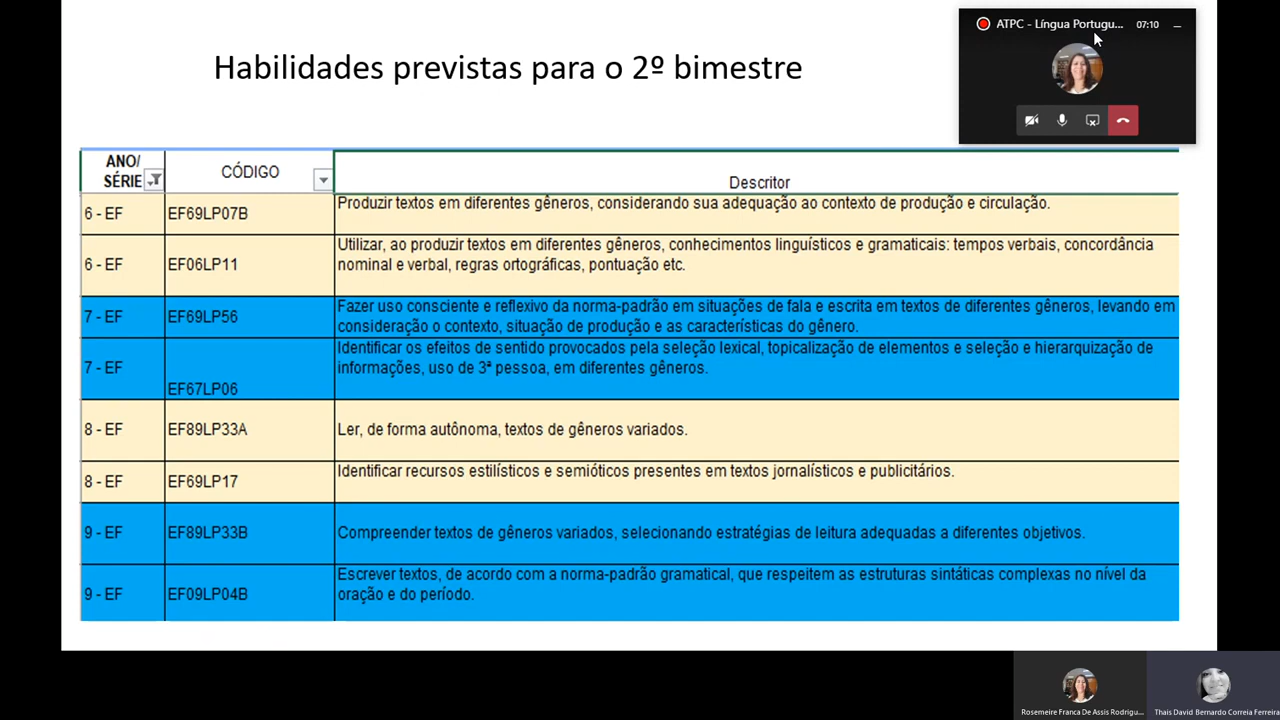 ATPC - Língua Portugu... 07:10
Habilidades previstas para o 2º bimestre
ANO/
SÉRIE
CÓDIGO
Descritor
6 - EF
EF69LP07B
Produzir textos em diferentes gêneros, considerando sua adequação ao contexto de produção e circulação.
6 - EF
EF06LP11
Utilizar, ao produzir textos em diferentes gêneros, conhecimentos linguísticos e gramaticais: tempos verbais, concordância
nominal e verbal, regras ortográficas, pontuação etc.
7 - EF
EF69LP56
Fazer uso consciente e reflexivo da norma-padrão em situações de fala e escrita em textos de diferentes gêneros, levando em
consideração o contexto, situação de produção e as características do gênero.
7 - EF
EF67LP06
Identificar os efeitos de sentido provocados pela seleção lexical, topicalização de elementos e seleção e hierarquização de
informações, uso de 3ª pessoa, em diferentes gêneros.
8 - EF
EF89LP33A
Ler, de forma autônoma, textos de gêneros variados.
8 - EF
EF69LP17
Identificar recursos estilísticos e semióticos presentes em textos jornalísticos e publicitários.
9 - EF
EF89LP33B
Compreender textos de gêneros variados, selecionando estratégias de leitura adequadas a diferentes objetivos.
9 - EF
EF09LP04B
Escrever textos, de acordo com a norma-padrão gramatical, que respeitem as estruturas sintáticas complexas no nível da
oração e do período.
Rosemeire Franca De Assis Rodrigu...
Thais David Bernardo Correia Ferreira